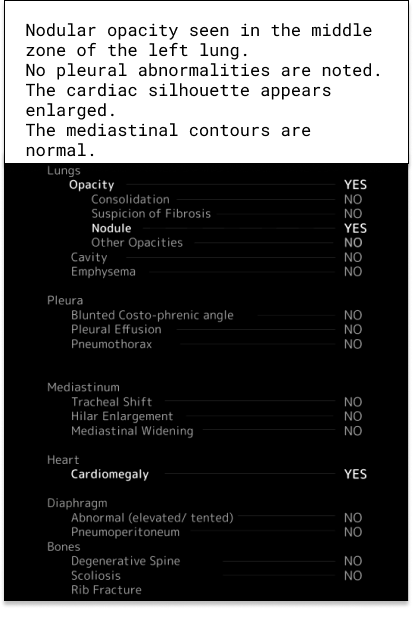 Nodular opacity seen in the middle
zone of the left lung.
No pleural abnormalities are noted.
The cardiac silhouette appears
enlarged.
The mediastinal contours are
normal.
Lungs
Opacity YES
Consolidation NO
Suspicion of Fibrosis NO
Nodule YES
Other Opacities NO
Cavity NO
Emphysema NO
Pleura
Blunted Costo-phrenic angle NO
Pleural Effusion NO
Pneumothorax NO
Mediastinum
Tracheal Shift NO
Hilar Enlargement NO
Mediastinal Widening NO
Heart
Cardiomegaly YES
Diaphragm
Abnormal (elevated/ tented) NO
Pneumoperitoneum NO
Bones
Degenerative Spine NO
Scoliosis NO
Rib Fracture